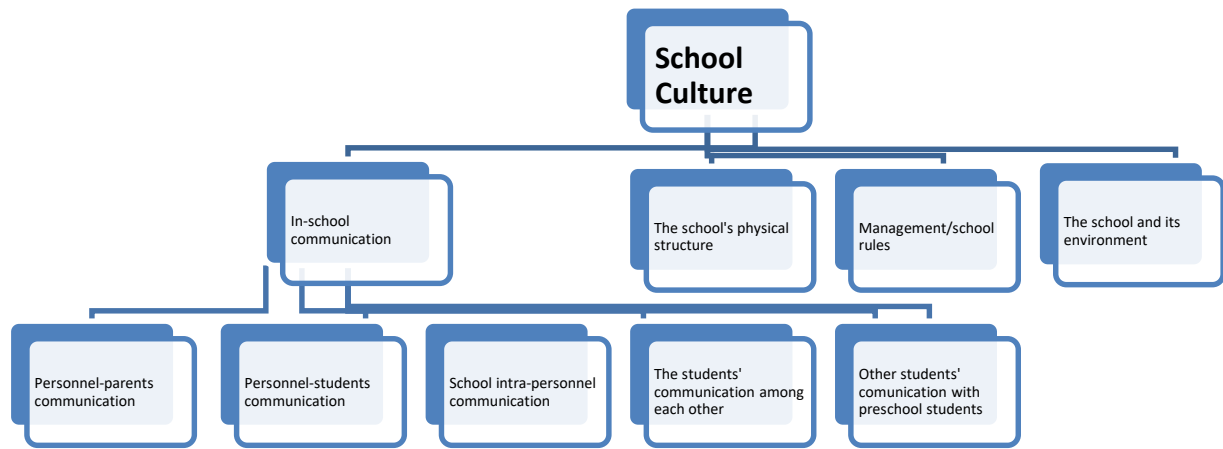 School
Culture
In-school
communication
The school's physical
structure
Management/school
rules
The school and its
environment
Personnel-parents
communication
Personnel-students
communication
School intra-personnel
communication
The students'
communication among
each other
Other students'
comunication with
preschool students